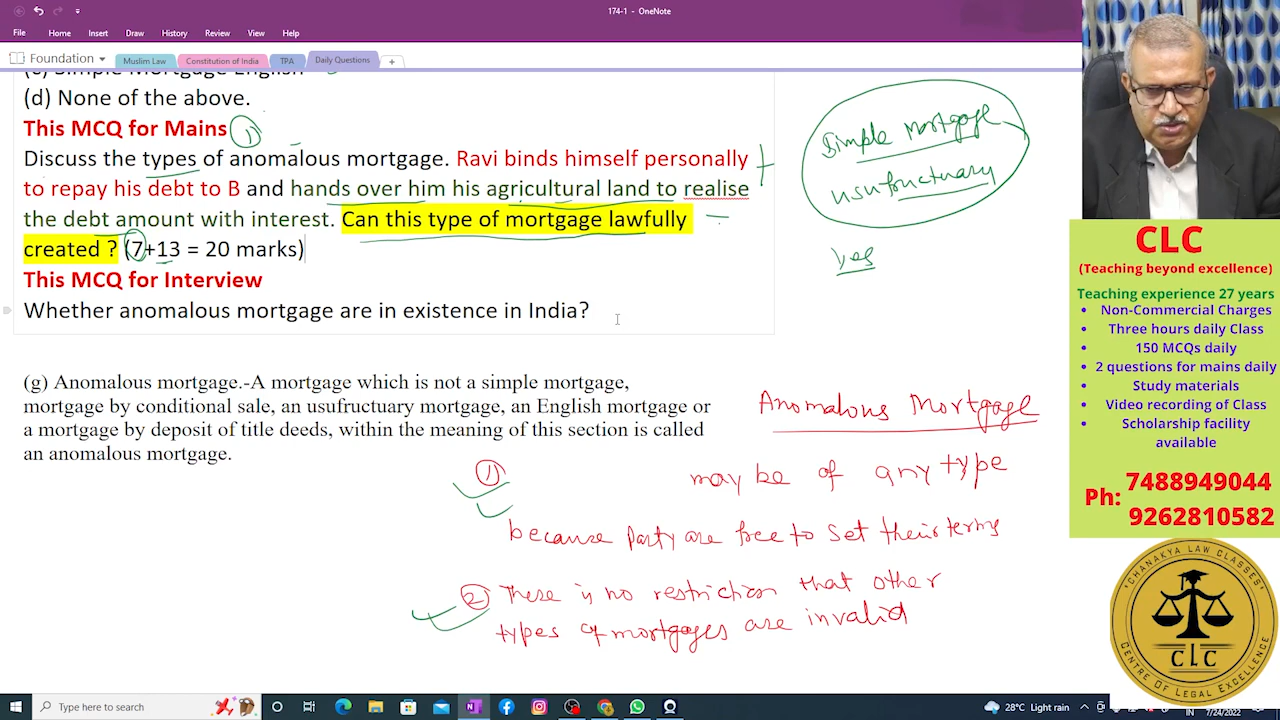 174-1 - OneNote
File Home Insert Draw History Review View Help
Foundation Muslim Law Constitution of India TPA Daily Questions
(c) Simple Mortgage English
(d) None of the above.
This MCQ for Mains 1
Discuss the types of anomalous mortgage. Ravi binds himself personally
to repay his debt to B and hands over him his agricultural land to realise
the debt amount with interest. Can this type of mortgage lawfully
created ? (7+13 = 20 marks)
This MCQ for Interview
Whether anomalous mortgage are in existence in India?
Simple Mortgage
usufructuary
yes
(g) Anomalous mortgage.-A mortgage which is not a simple mortgage,
mortgage by conditional sale, an usufructuary mortgage, an English mortgage or
a mortgage by deposit of title deeds, within the meaning of this section is called
an anomalous mortgage.
Anomalous Mortgage
1 may be of any type
because Party are free to set their terms
2 There is no restriction that other
types of mortgages are invalid
CLC
(Teaching beyond excellence)
Teaching experience 27 years
• Non-Commercial Charges
• Three hours daily Class
• 150 MCQs daily
• 2 questions for mains daily
• Study materials
• Video recording of Class
• Scholarship facility
available
Ph: 7488949044
9262810582
"CHANAKYA LAW CLASSES"
CLC
CENTRE OF LEGAL EXCELLENCE
Type here to search
28°C Light rain
IN
7/24/2022